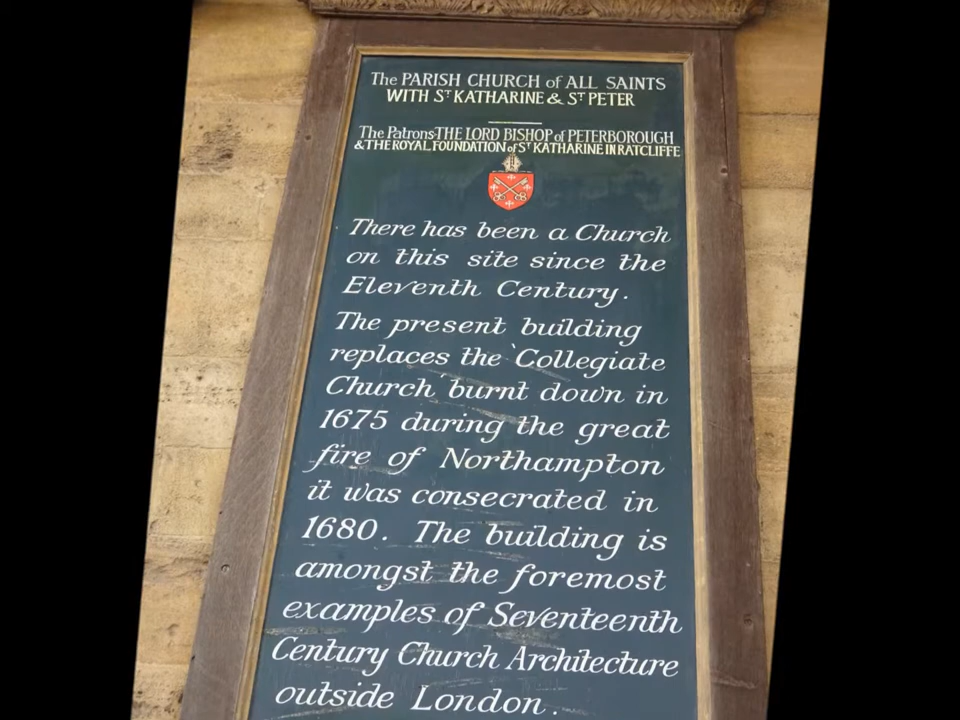 The PARISH CHURCH of ALL SAINTS
WITH ST KATHARINE & ST PETER
The Patrons·THE LORD BISHOP of PETERBOROUGH
& THE ROYAL FOUNDATION of ST KATHARINE IN RATCLIFFE
There has been a Church
on this site since the
Eleventh Century.
The present building
replaces the 'Collegiate
Church' burnt down in
1675 during the great
fire of Northampton
it was consecrated in
1680. The building is
amongst the foremost
examples of Seventeenth
Century Church Architecture
outside London.